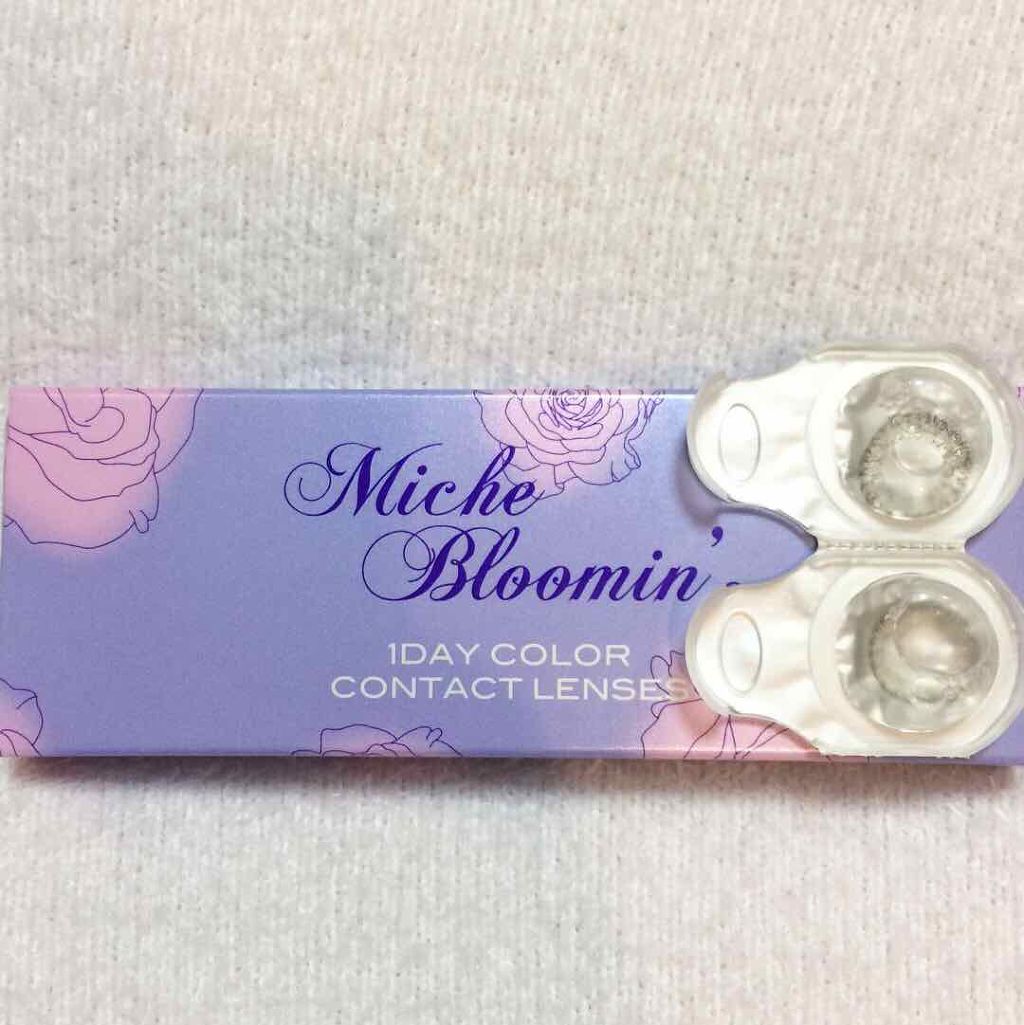 Miche
Bloomin'
1DAY COLOR
CONTACT LENSES